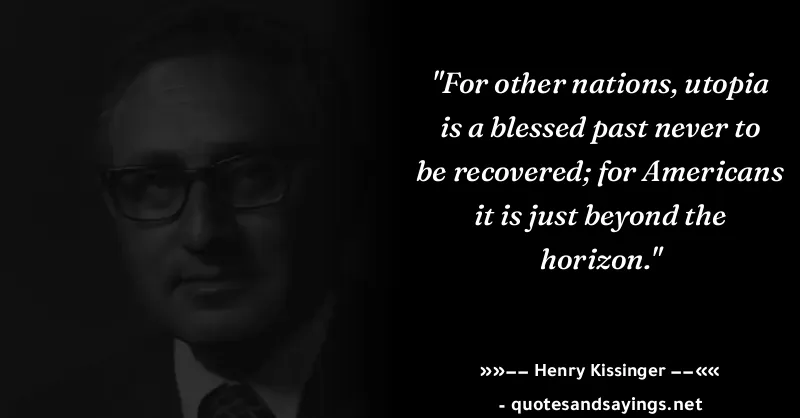 "For other nations, utopia
is a blessed past never to
be recovered; for Americans
it is just beyond the
horizon."
»»−− Henry Kissinger −−««
- quotesandsayings.net